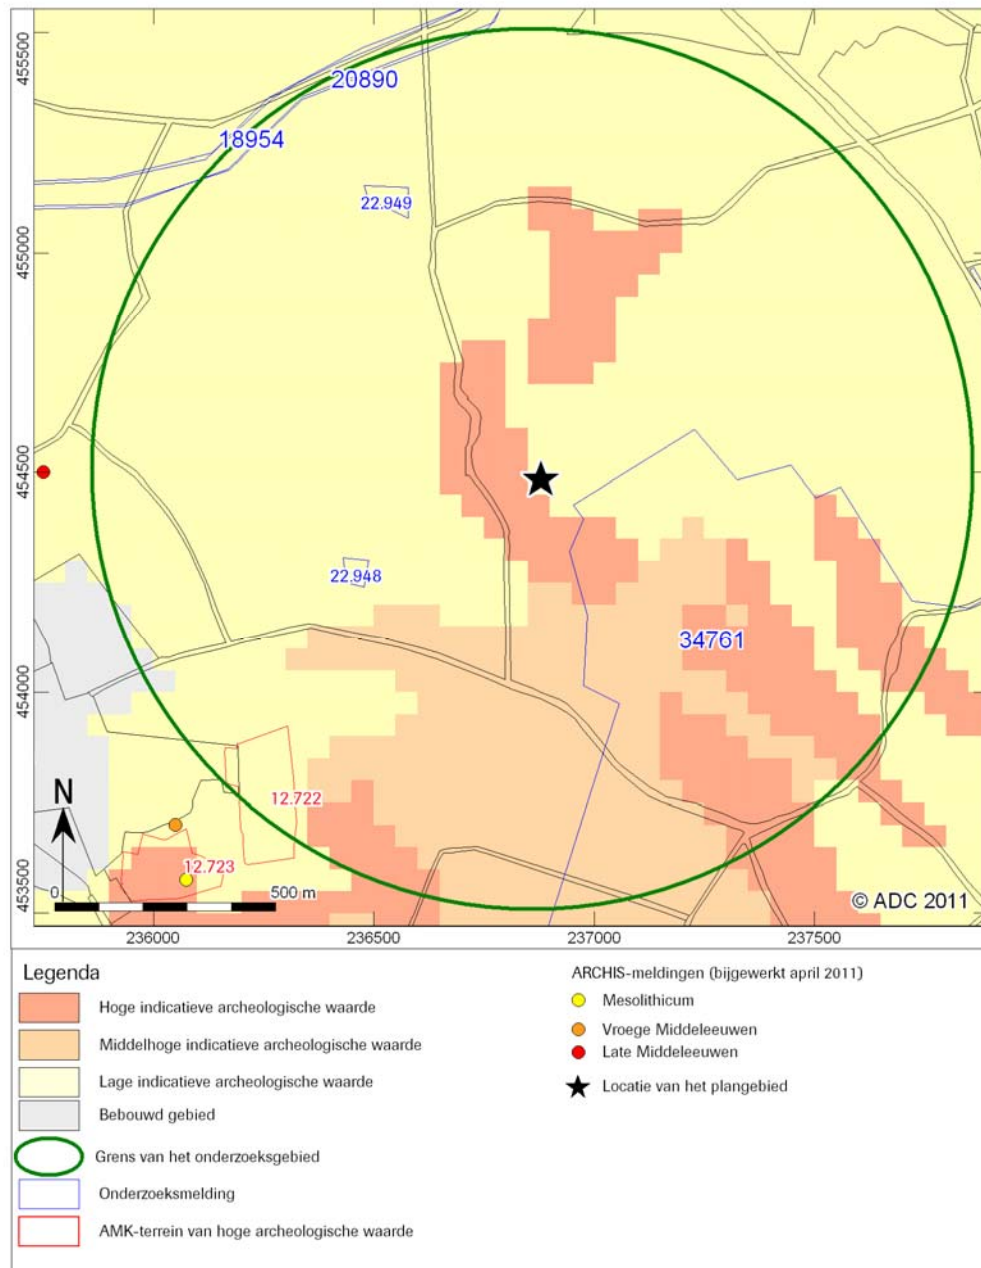 455500
20890
18954
22.949
455000
454500
22.948
34761
454000
N
12.722
12.723
453500
0
500 m
© ADC 2011
236000
236500
237000
237500
Legenda
Hoge indicatieve archeologische waarde
Middelhoge indicatieve archeologische waarde
Lage indicatieve archeologische waarde
Bebouwd gebied
Grens van het onderzoeksgebied
Onderzoeksmelding
AMK-terrein van hoge archeologische waarde
ARCHIS-meldingen (bijgewerkt april 2011)
Mesolithicum
Vroege Middeleeuwen
Late Middeleeuwen
Locatie van het plangebied